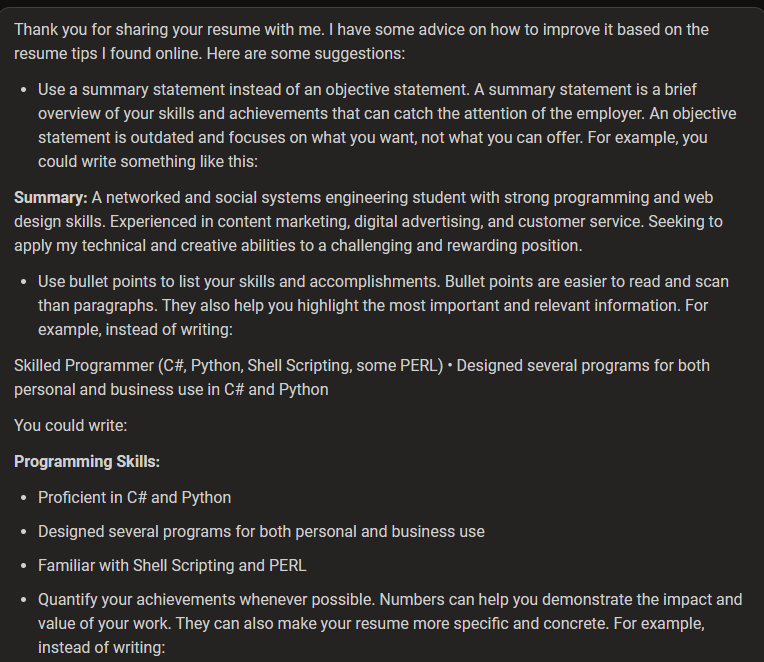 Thank you for sharing your resume with me. I have some advice on how to improve it based on the
resume tips I found online. Here are some suggestions:
• Use a summary statement instead of an objective statement. A summary statement is a brief
overview of your skills and achievements that can catch the attention of the employer. An objective
statement is outdated and focuses on what you want, not what you can offer. For example, you
could write something like this:
Summary: A networked and social systems engineering student with strong programming and web
design skills. Experienced in content marketing, digital advertising, and customer service. Seeking to
apply my technical and creative abilities to a challenging and rewarding position.
• Use bullet points to list your skills and accomplishments. Bullet points are easier to read and scan
than paragraphs. They also help you highlight the most important and relevant information. For
example, instead of writing:
Skilled Programmer (C#, Python, Shell Scripting, some PERL) • Designed several programs for both
personal and business use in C# and Python
You could write:
Programming Skills:
• Proficient in C# and Python
• Designed several programs for both personal and business use
• Familiar with Shell Scripting and PERL
• Quantify your achievements whenever possible. Numbers can help you demonstrate the impact and
value of your work. They can also make your resume more specific and concrete. For example,
instead of writing: